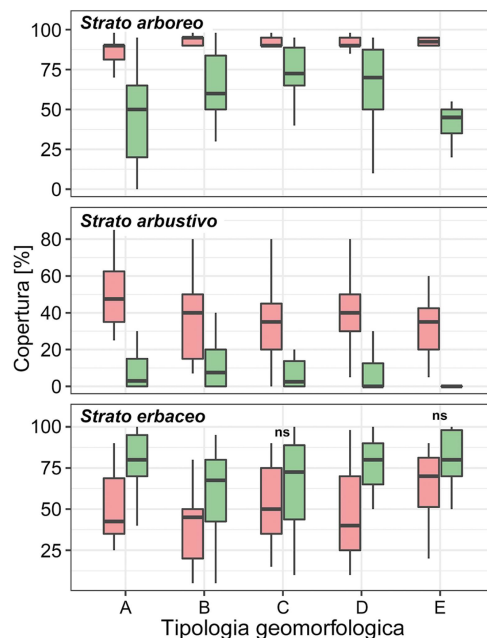 Strato arboreo
100
75
50
25
0
Strato arbustivo
80
60
40
20
0
Strato erbaceo
ns
ns
100
75
50
25
A B C D E
Copertura [%]
Tipologia geomorfologica